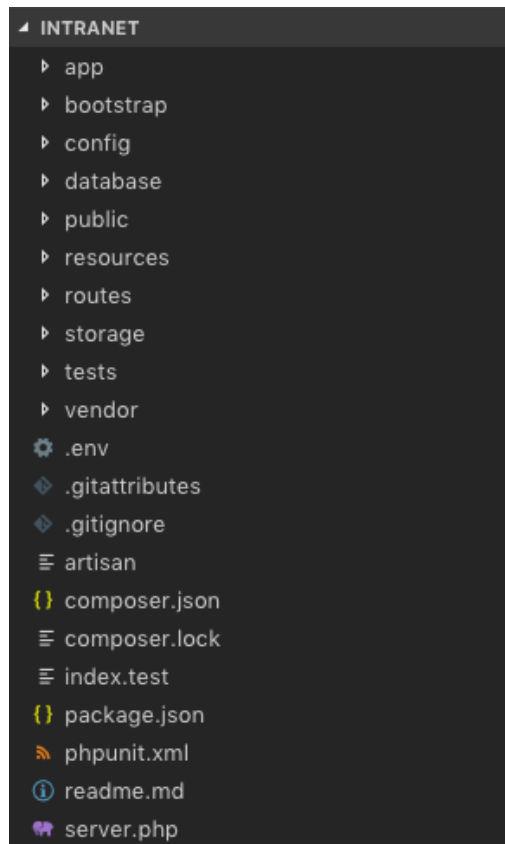 INTRANET
app
bootstrap
config
database
public
resources
routes
storage
tests
vendor
.env
.gitattributes
.gitignore
artisan
composer.json
composer.lock
index.test
package.json
phpunit.xml
readme.md
server.php